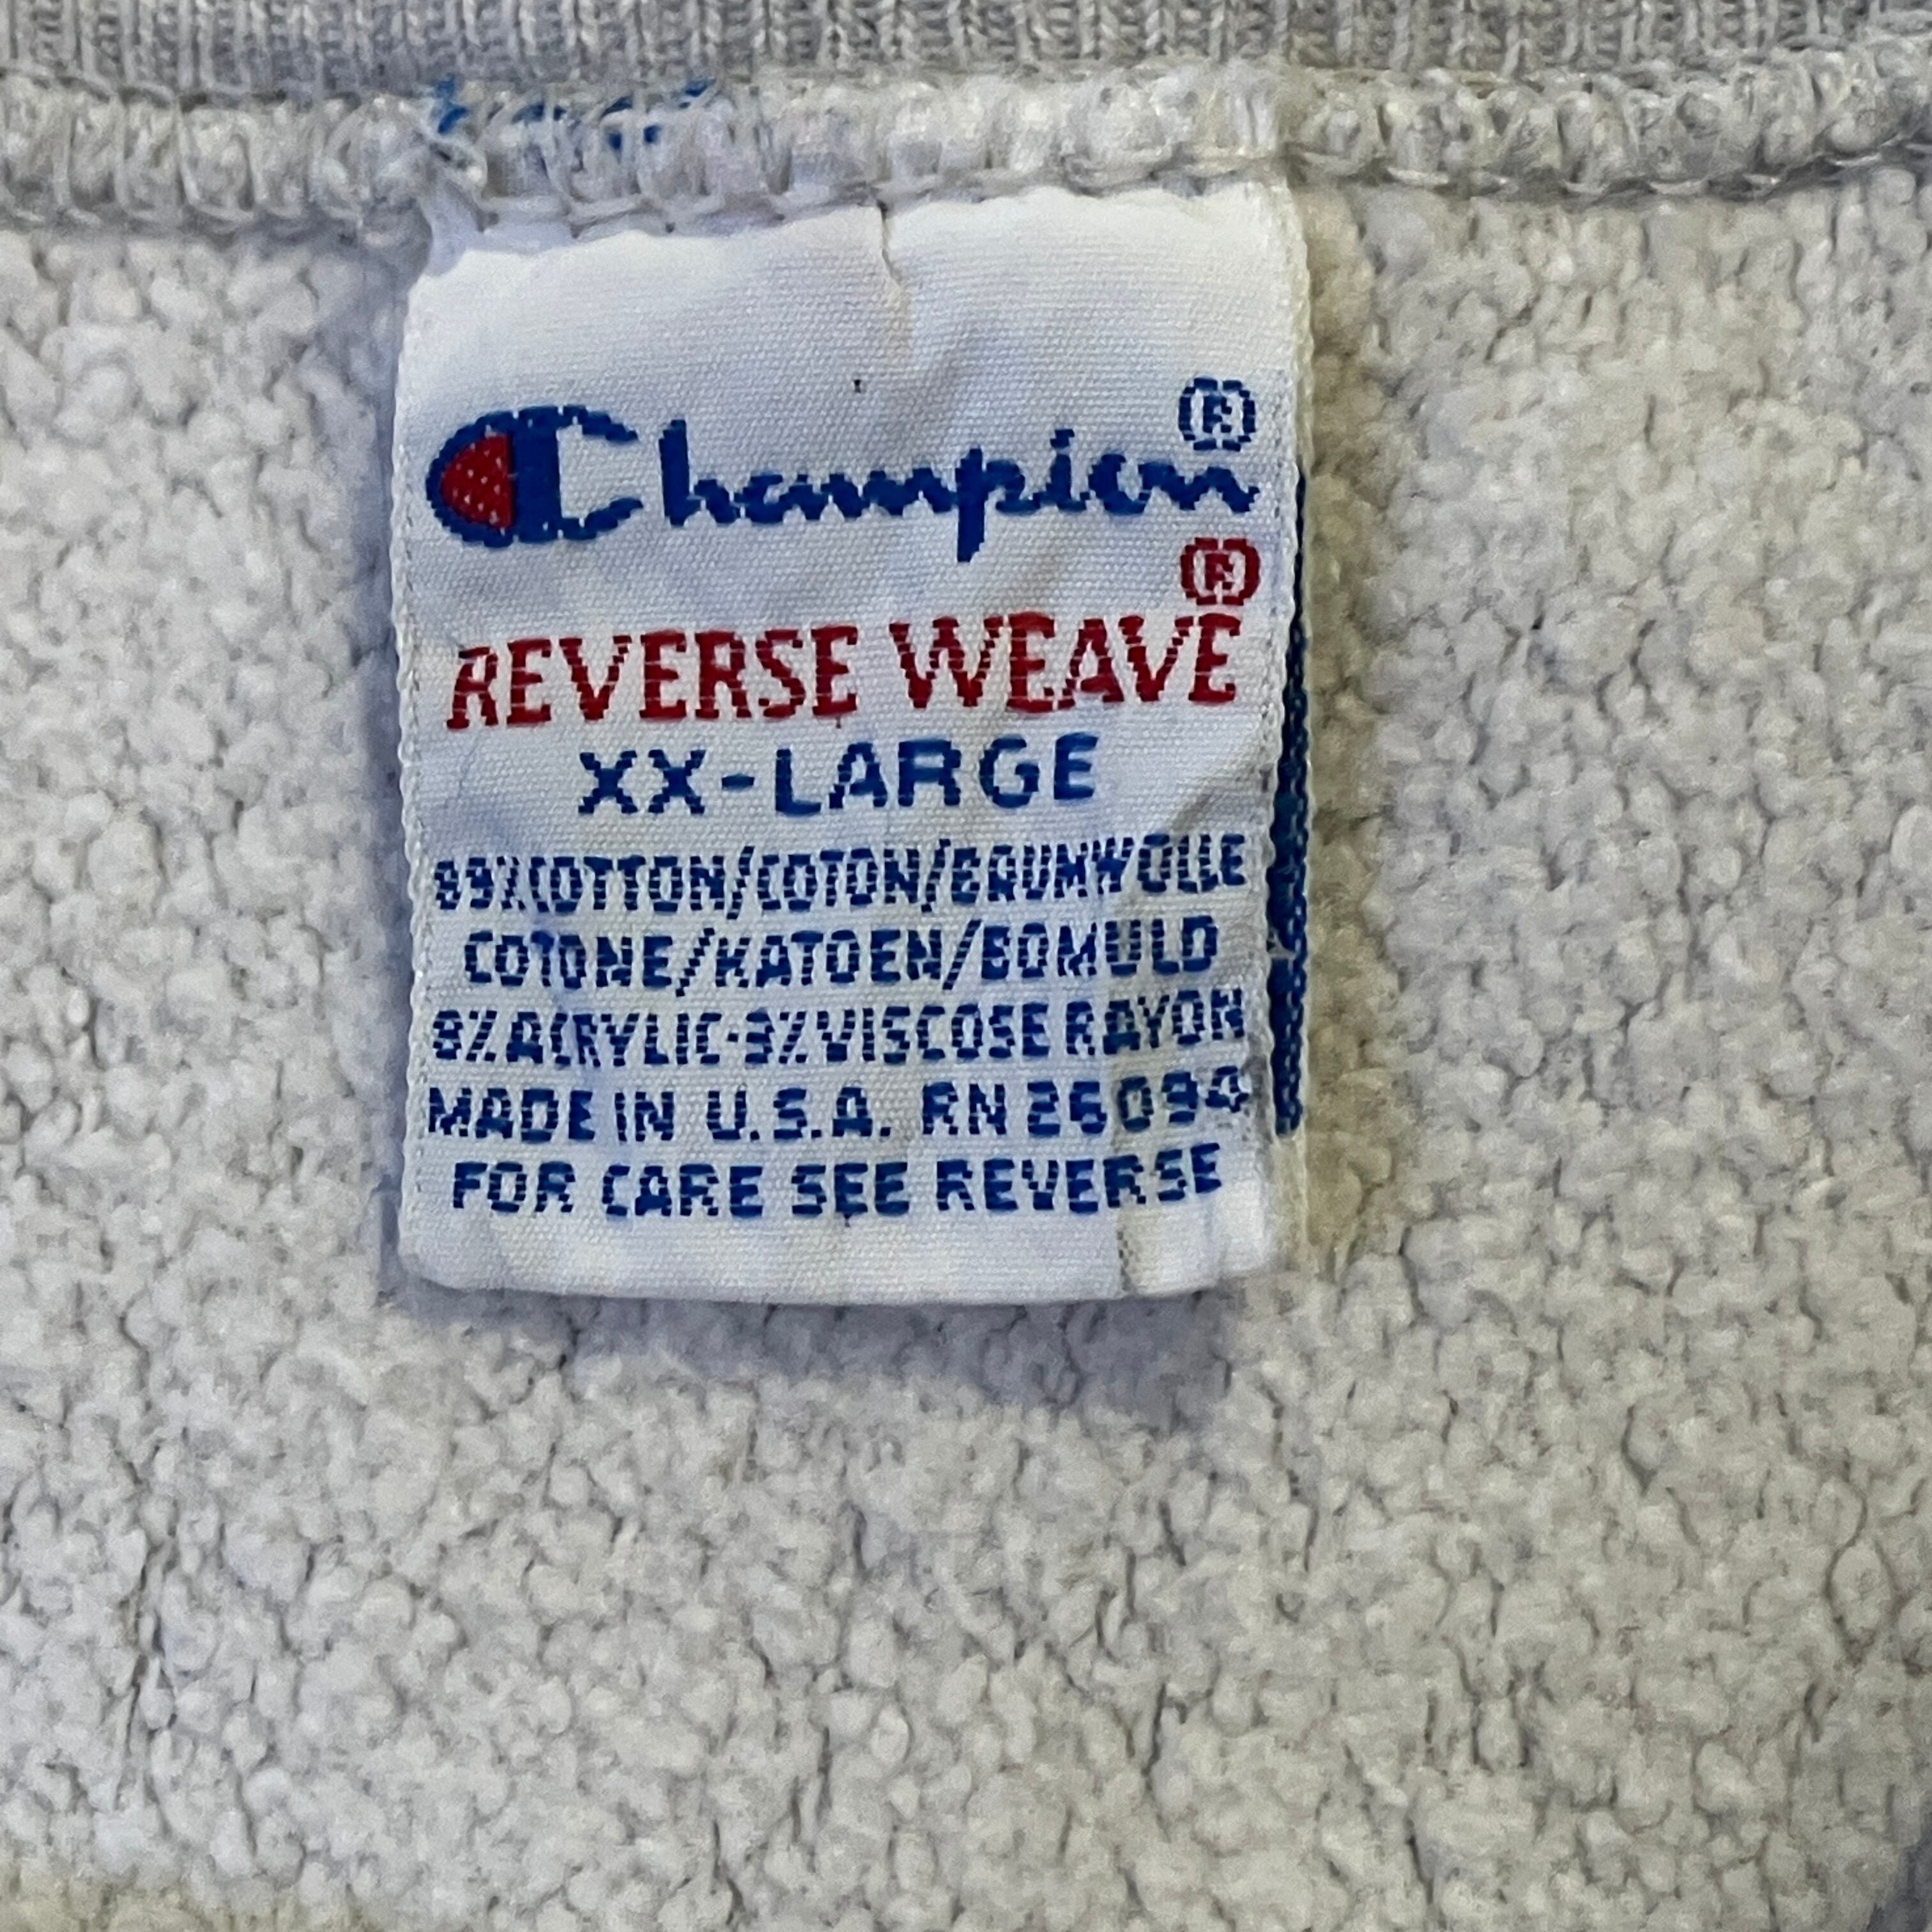 Champion®
REVERSE WEAVE®
XX-LARGE
89%COTTON/COTON/BAUMWOLLE
COTONE/KATOEN/BOMULD
8%ACRYLIC-3%VISCOSE RAYON
MADE IN U.S.A. RN 26094
FOR CARE SEE REVERSE